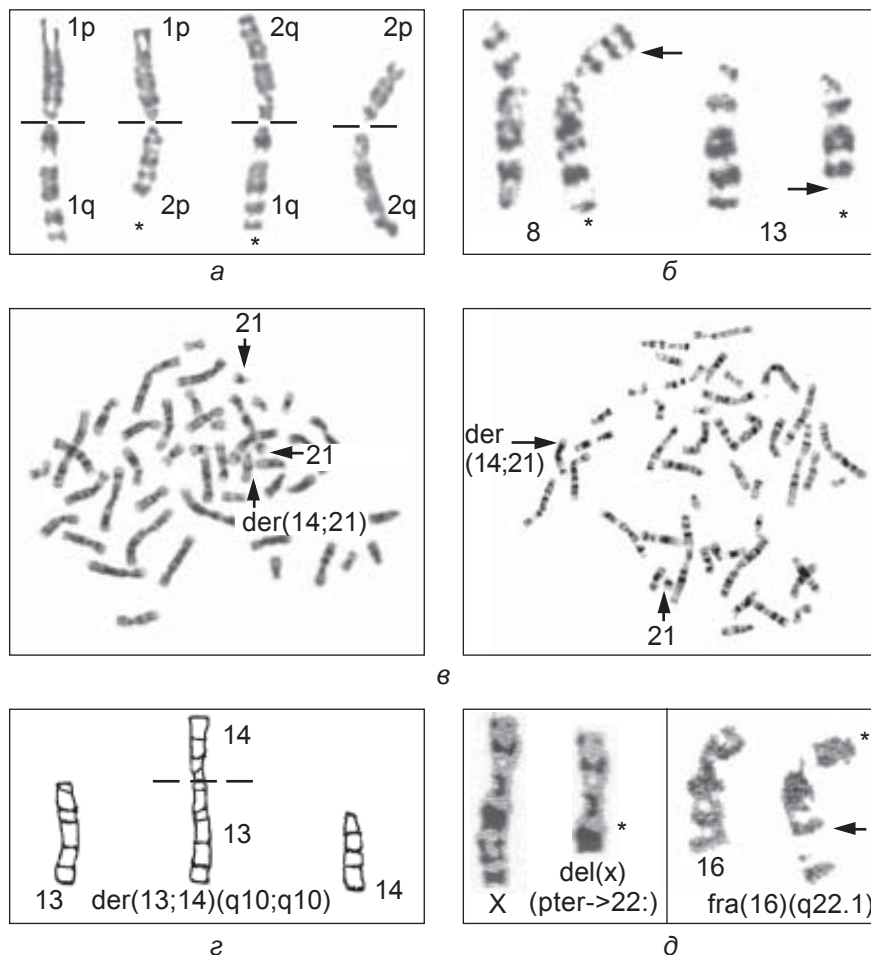 1p 1p 2q 2p
1q 2p 1q 2q
* *
а
8 * 13 *
б
21
21
der(14;21)
der
(14;21)
21
в
14
13
13 der(13;14)(q10;q10) 14
г
* *
X del(x) 16
(pter->22:) fra(16)(q22.1)
д